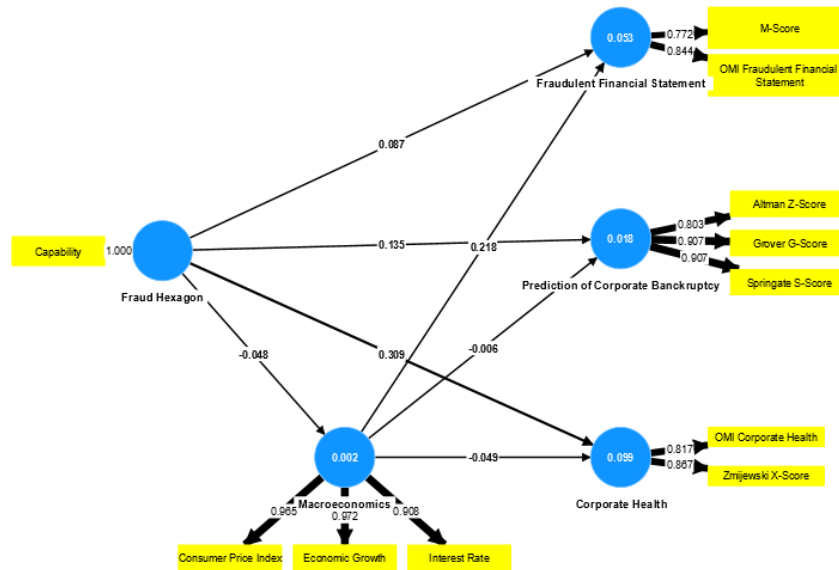 M-Score
0.772
0.053
0.844
OMI Fraudulent Financial
Statement
Fraudulent Financial Statement
0.087
Altman Z-Score
0.803
Capability
1.000
0.135
0.218
0.018
0.907
Grover G-Score
0.907
Springate S-Score
Fraud Hexagon
Prediction of Corporate Banckruptcy
-0.048
0.309
-0.006
OMI Corporate Health
0.817
0.002
-0.049
0.099
0.867
Zmijewski X-Score
Macroeconomics
Corporate Health
0.965
0.972
0.908
Consumer Price Index
Economic Growth
Interest Rate